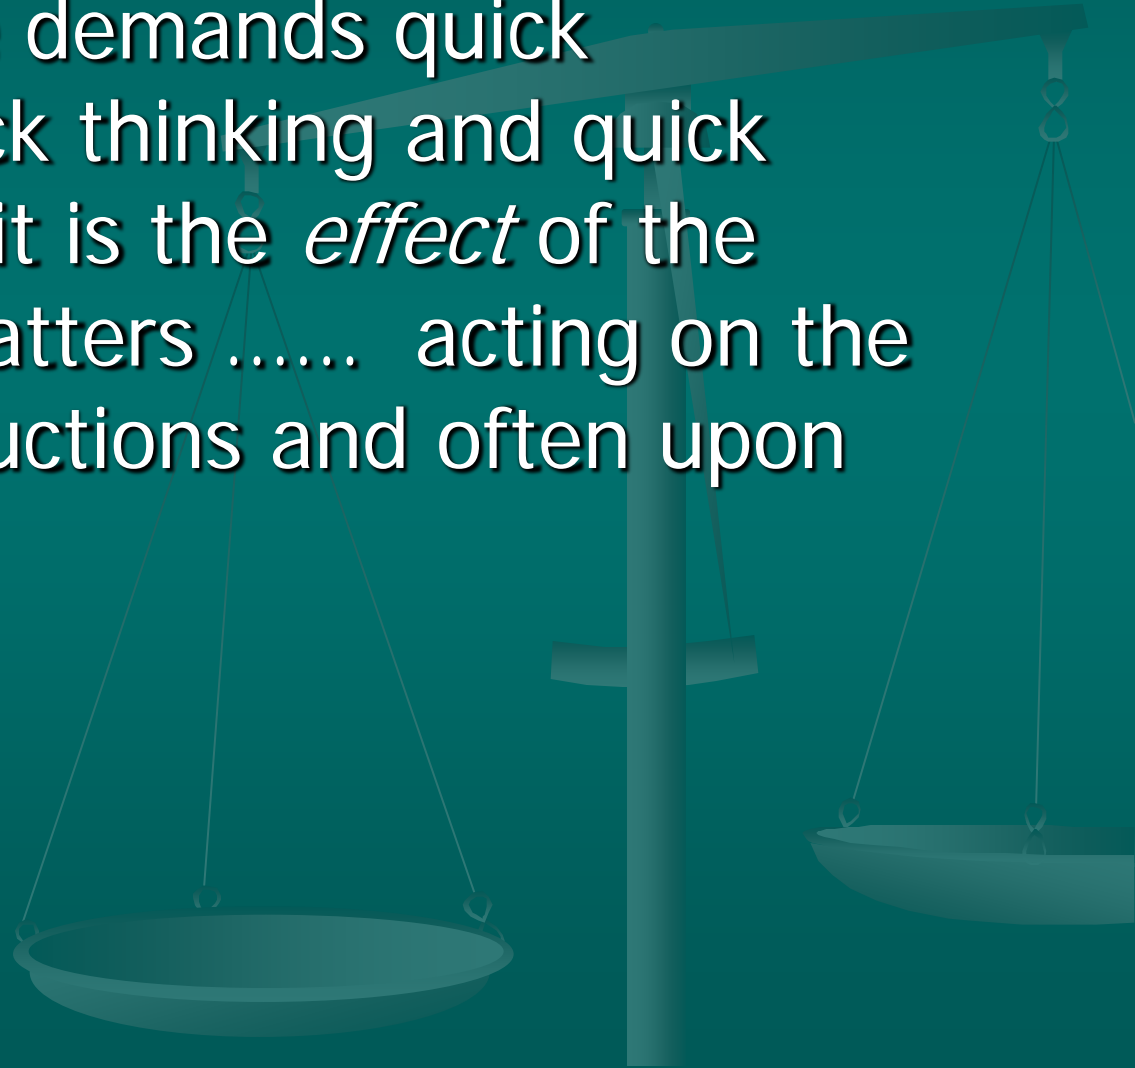 demands quick
ck thinking and quick
it is the effect of the
atters ...... acting on the
uctions and often upon